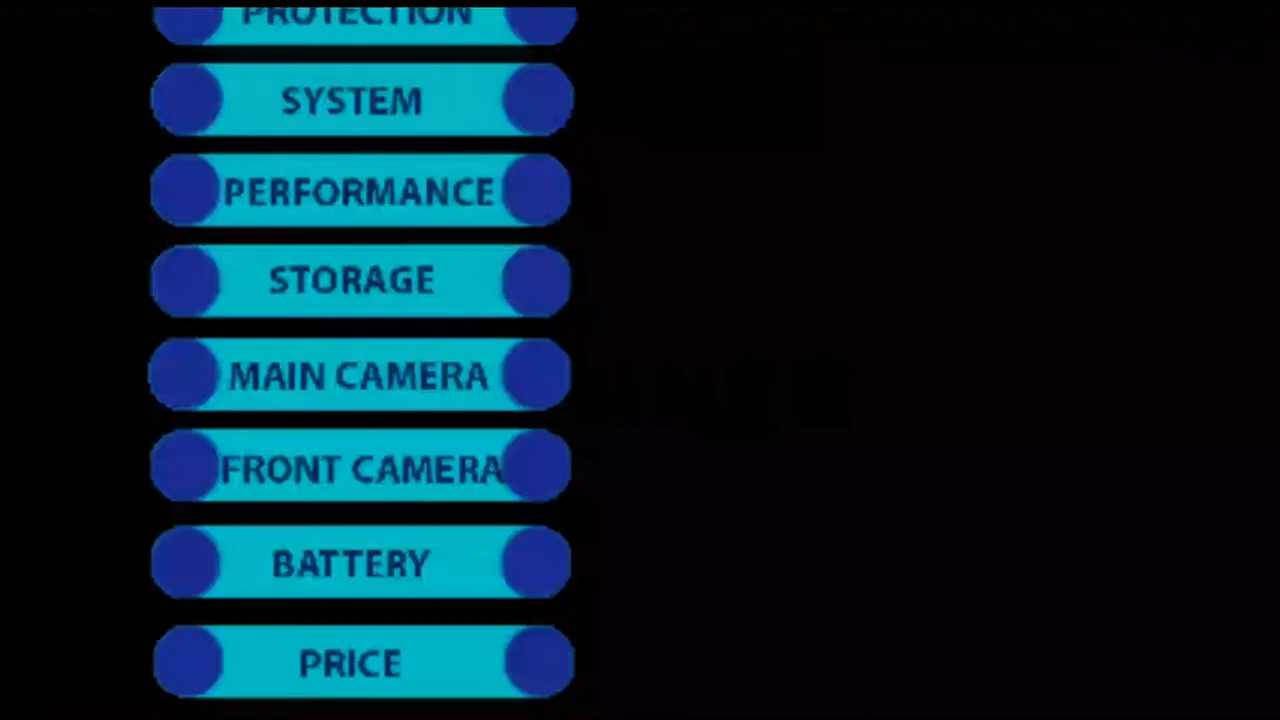 PROTECTION
SYSTEM
PERFORMANCE
STORAGE
MAIN CAMERA
FRONT CAMERA
BATTERY
PRICE